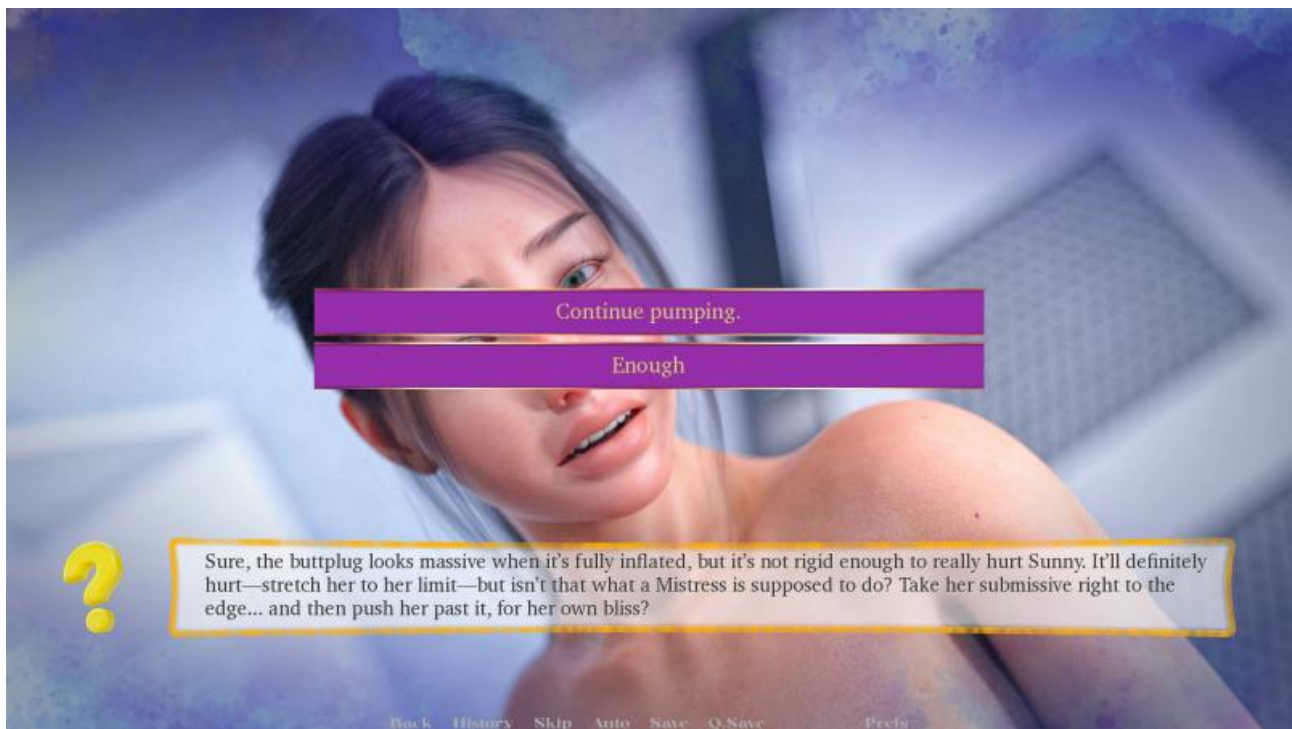 Continue pumping.
Enough
?
Sure, the buttplug looks massive when it's fully inflated, but it's not rigid enough to really hurt Sunny. It'll definitely
hurt—stretch her to her limit—but isn't that what a Mistress is supposed to do? Take her submissive right to the
edge... and then push her past it, for her own bliss?
Back History Skip Auto Save Q.Save Prefs